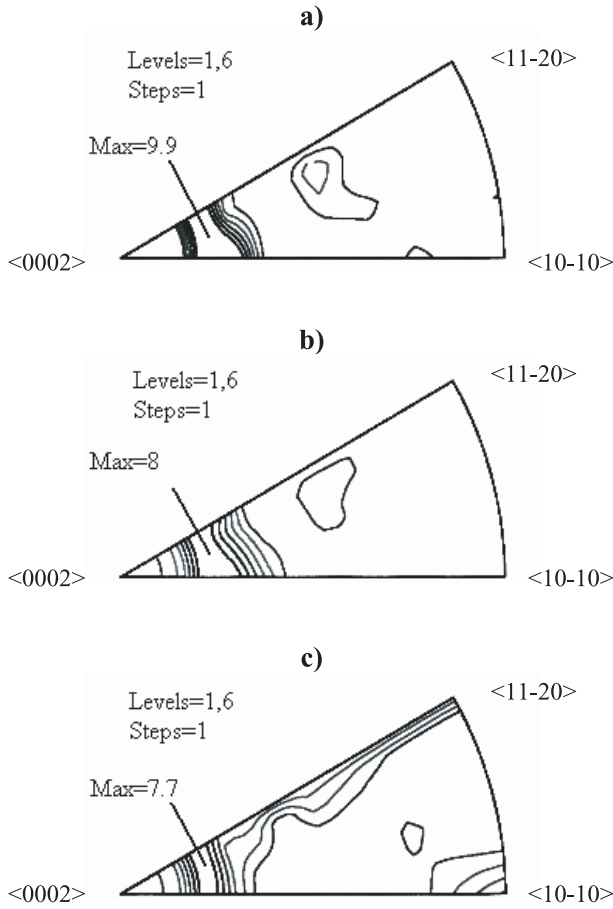 a)
Levels=1,6
Steps=1
<11-20>
Max=9.9
<0002>
<10-10>
b)
Levels=1,6
Steps=1
<11-20>
Max=8
<0002>
<10-10>
c)
Levels=1,6
Steps=1
<11-20>
Max=7.7
<0002>
<10-10>